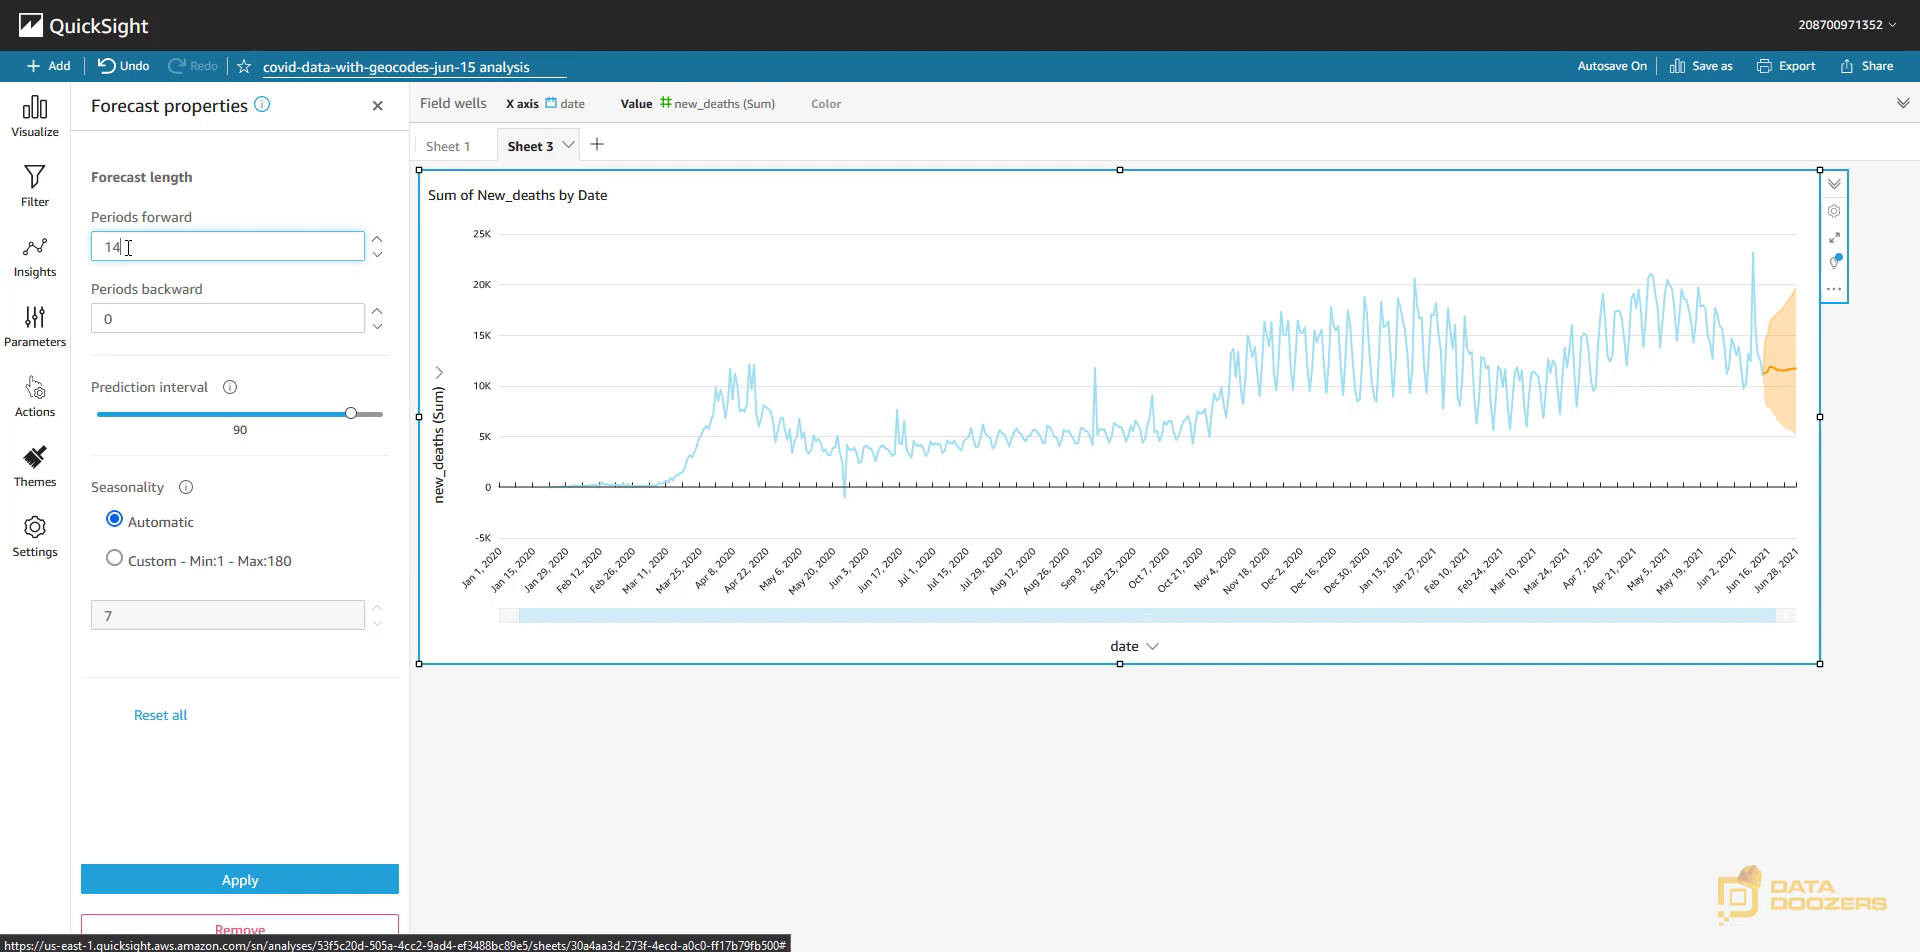 QuickSight
208700971352
Add
Undo
Redo
covid-data-with-geocodes-jun-15 analysis
Autosave On
Save as
Export
Share
Visualize
Filter
Insights
Parameters
Actions
Themes
Settings
Forecast properties
Forecast length
Periods forward
14
Periods backward
0
Prediction interval
90
Seasonality
Automatic
Custom - Min:1 - Max:180
7
Reset all
Apply
Remove
Field wells X axis date Value new_deaths (Sum) Color
Sheet 1
Sheet 3
Sum of New_deaths by Date
25K
20K
15K
10K
5K
0
-5K
new_deaths (Sum)
Jan 1, 2020
Jan 15, 2020
Jan 29, 2020
Feb 12, 2020
Feb 26, 2020
Mar 11, 2020
Mar 25, 2020
Apr 8, 2020
Apr 22, 2020
May 6, 2020
May 20, 2020
Jun 3, 2020
Jun 17, 2020
Jul 1, 2020
Jul 15, 2020
Jul 29, 2020
Aug 12, 2020
Aug 26, 2020
Sep 9, 2020
Sep 23, 2020
Oct 7, 2020
Oct 21, 2020
Nov 4, 2020
Nov 18, 2020
Dec 2, 2020
Dec 16, 2020
Dec 30, 2020
Jan 13, 2021
Jan 27, 2021
Feb 10, 2021
Feb 24, 2021
Mar 10, 2021
Mar 24, 2021
Apr 7, 2021
Apr 21, 2021
May 5, 2021
May 19, 2021
Jun 2, 2021
Jun 16, 2021
Jun 28, 2021
date
DATA
DOOZERS
https://us-east-1.quicksight.aws.amazon.com/sn/analyses/53f5c20d-505a-4cc2-9ad4-ef3488bc89e5/sheets/30a4aa3d-273f-4ecd-a0c0-ff17b79fb500#